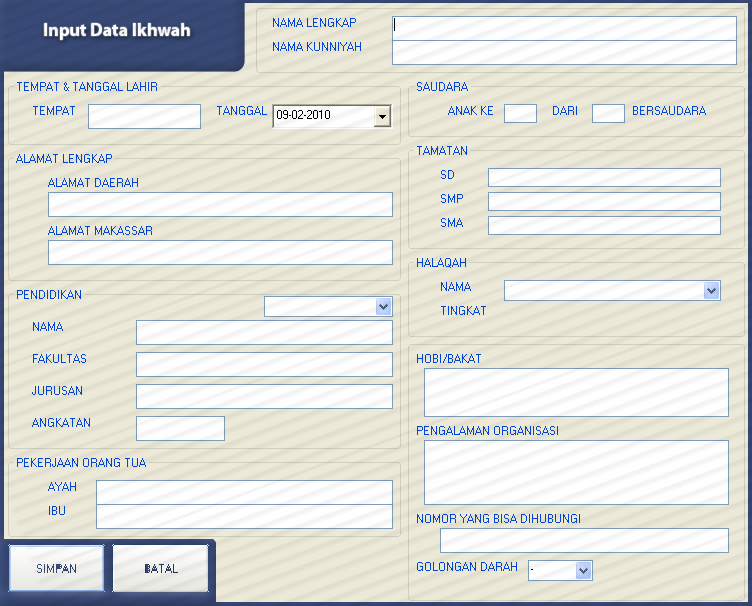 Input Data Ikhwah
NAMA LENGKAP
NAMA KUNNIYAH
TEMPAT & TANGGAL LAHIR
TEMPAT
TANGGAL
09-02-2010
SAUDARA
ANAK KE
DARI
BERSAUDARA
ALAMAT LENGKAP
ALAMAT DAERAH
ALAMAT MAKASSAR
TAMATAN
SD
SMP
SMA
HALAQAH
NAMA
TINGKAT
PENDIDIKAN
NAMA
FAKULTAS
JURUSAN
ANGKATAN
HOBI/BAKAT
PENGALAMAN ORGANISASI
PEKERJAAN ORANG TUA
AYAH
IBU
NOMOR YANG BISA DIHUBUNGI
GOLONGAN DARAH
-
SIMPAN
BATAL